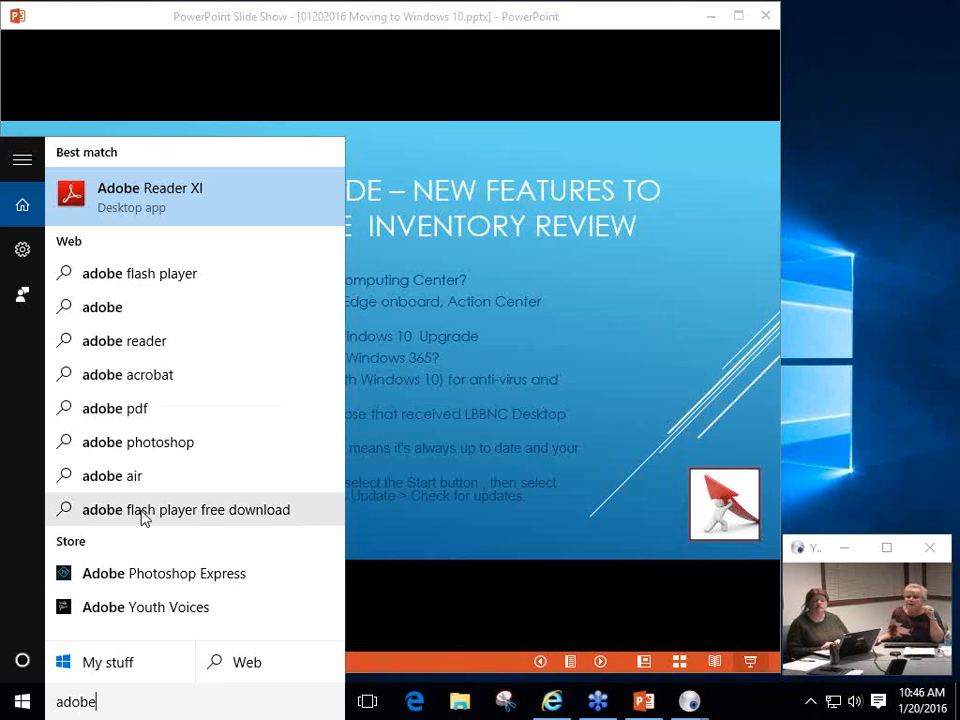 PowerPoint Slide Show - [01202016 Moving to Windows 10.pptx] - PowerPoint
Best match
Adobe Reader XI
Desktop app
Web
adobe flash player
adobe
adobe reader
adobe acrobat
adobe pdf
adobe photoshop
adobe air
adobe flash player free download
Store
Adobe Photoshop Express
Adobe Youth Voices
My stuff
Web
adobe
DE – NEW FEATURES TO
E INVENTORY REVIEW
omputing Center?
Edge onboard, Action Center
indows 10 Upgrade
Windows 365?
th Windows 10) for anti-virus and
ose that received LBBNC Desktop
means it's always up to date and your
select the Start button , then select
Update > Check for updates.
Y..
10:46 AM
1/20/2016